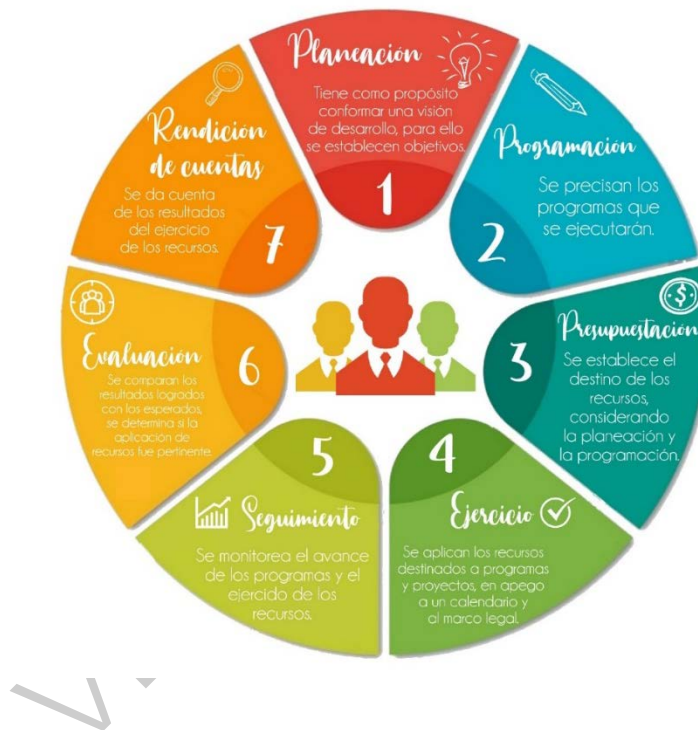 Planeación
Tiene como propósito
conformar una visión
de desarrollo, para ello
se establecen objetivos.
1
Programación
Se precisan los
programas que
se ejecutarán.
2
Presupuestación
Se establece el
destino de los
recursos,
considerando
la planeación y
la programación.
3
4
Ejercicio
Se aplican los recursos
destinados a programas
y proyectos, en apego
a un calendario y
al marco legal.
5
Seguimiento
Se monitorea el avance
de los programas y el
ejercido de los
recursos.
6
Evaluación
Se comparan los
resultados logrados
con los esperados,
se determina si la
aplicación de
recursos fue pertinente.
Rendición
de cuentas
Se da cuenta
de los resultados
del ejercicio
de los recursos.
7